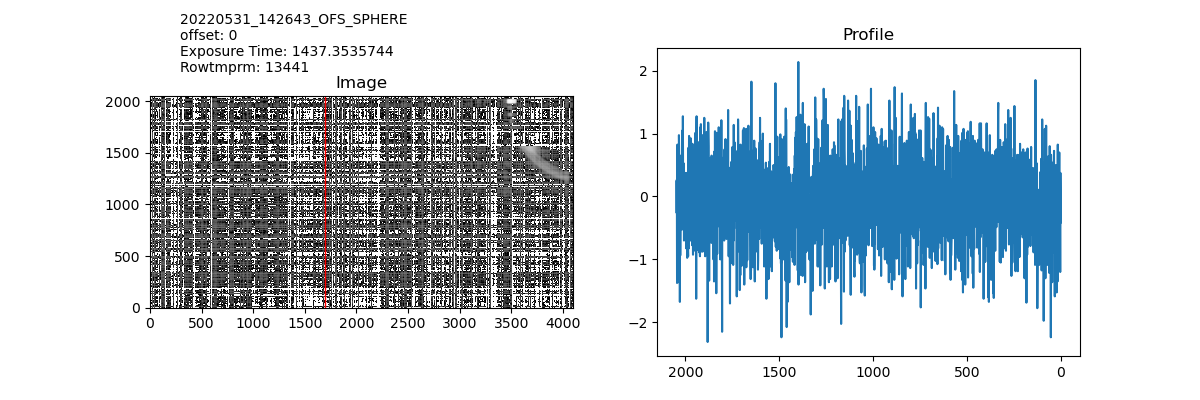 20220531_142643_OFS_SPHERE
offset: 0
Exposure Time: 1437.3535744
Rowtmprm: 13441
Image
2000
1500
1000
500
0
0 500 1000 1500 2000 2500 3000 3500 4000
Profile
2
1
0
−1
−2
2000 1500 1000 500 0